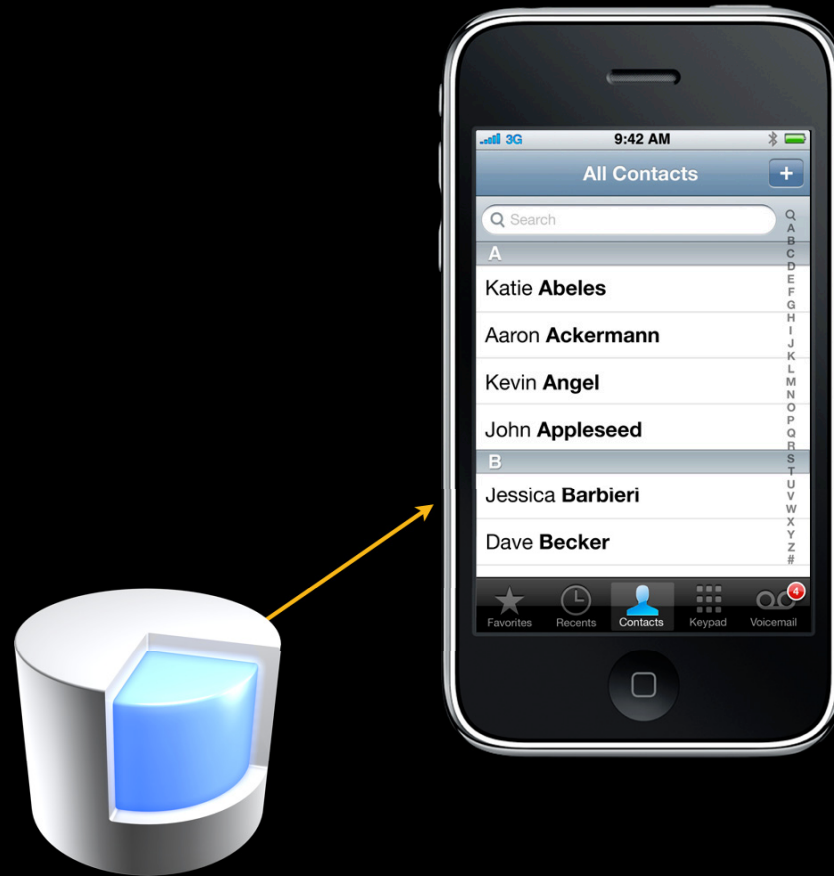 3G 9:42 AM
All Contacts +
Search
A
Katie Abeles
Aaron Ackermann
Kevin Angel
John Appleseed
B
Jessica Barbieri
Dave Becker
A
B
C
D
E
F
G
H
I
J
K
L
M
N
O
P
Q
R
S
T
U
V
W
X
Y
Z
#
4
Favorites Recents Contacts Keypad Voicemail